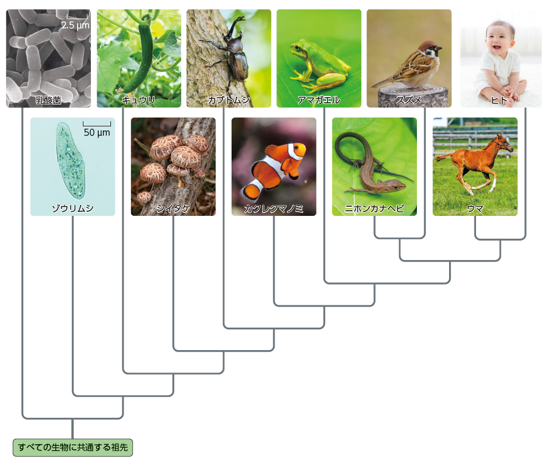 2.5 μm
乳酸菌
キュウリ
カブトムシ
アマガエル
スズメ
ヒト
50 μm
ゾウリムシ
シイタケ
カクレクマノミ
ニホンカナヘビ
ウマ
すべての生物に共通する祖先